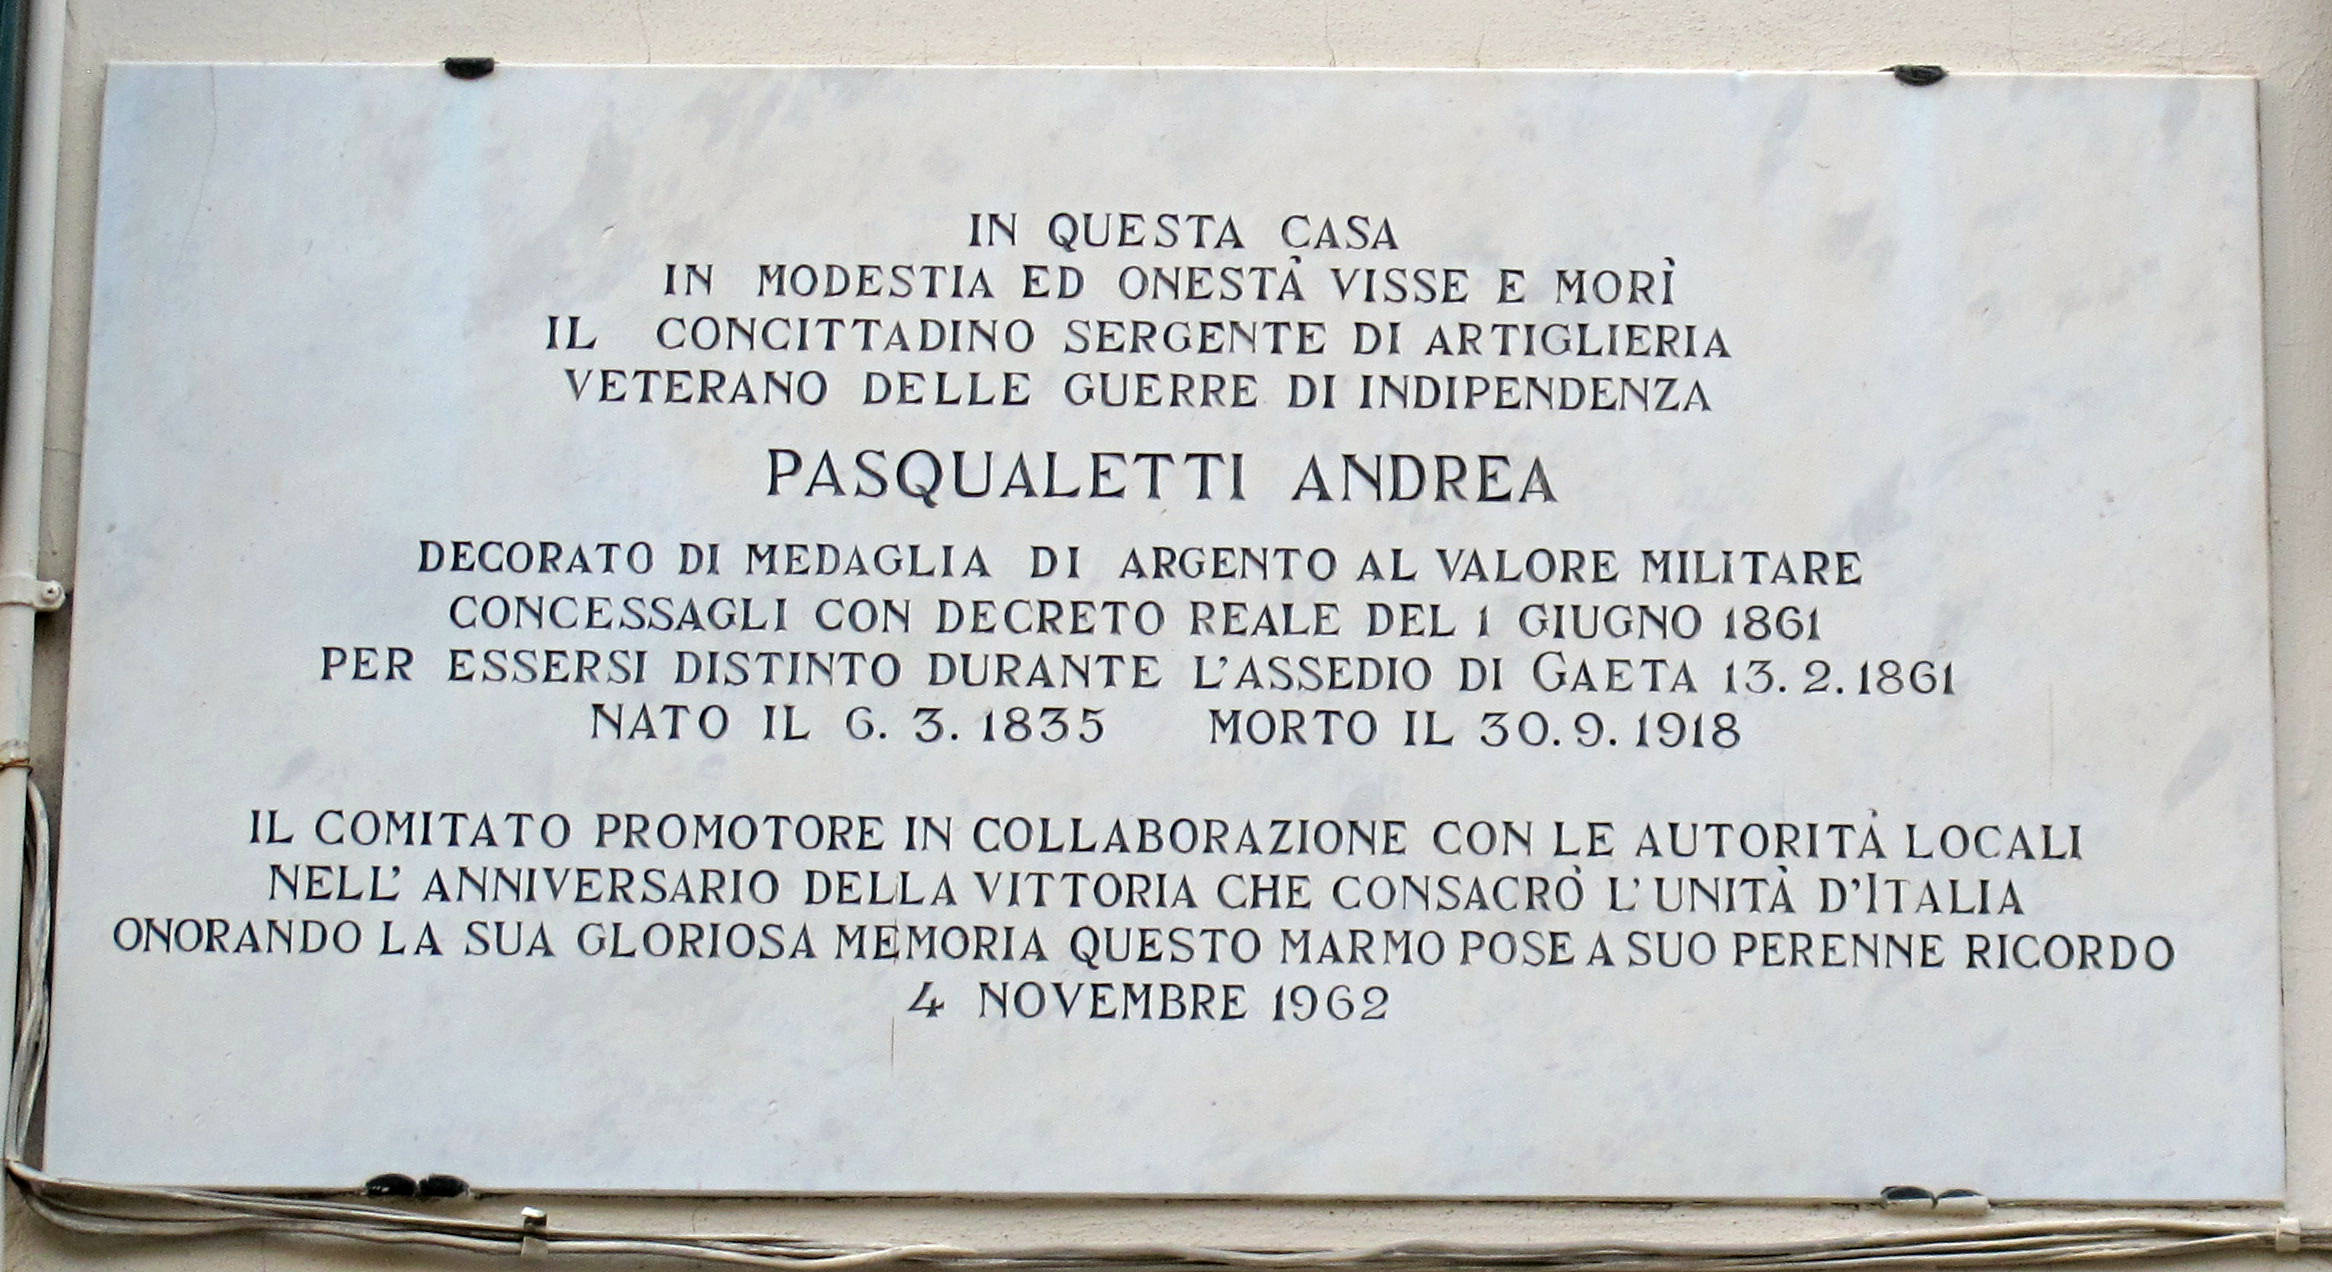 IN QUESTA CASA
IN MODESTIA ED ONESTÀ VISSE E MORÌ
IL CONCITTADINO SERGENTE DI ARTIGLIERIA
VETERANO DELLE GUERRE DI INDIPENDENZA
PASQUALETTI ANDREA
DECORATO DI MEDAGLIA DI ARGENTO AL VALORE MILITARE
CONCESSAGLI CON DECRETO REALE DEL 1 GIUGNO 1861
PER ESSERSI DISTINTO DURANTE L'ASSEDIO DI GAETA 13.2.1861
NATO IL 6.3.1835 MORTO IL 30.9.1918
IL COMITATO PROMOTORE IN COLLABORAZIONE CON LE AUTORITÀ LOCALI
NELL'ANNIVERSARIO DELLA VITTORIA CHE CONSACRÒ L'UNITÀ D'ITALIA
ONORANDO LA SUA GLORIOSA MEMORIA QUESTO MARMO POSE A SUO PERENNE RICORDO
4 NOVEMBRE 1962